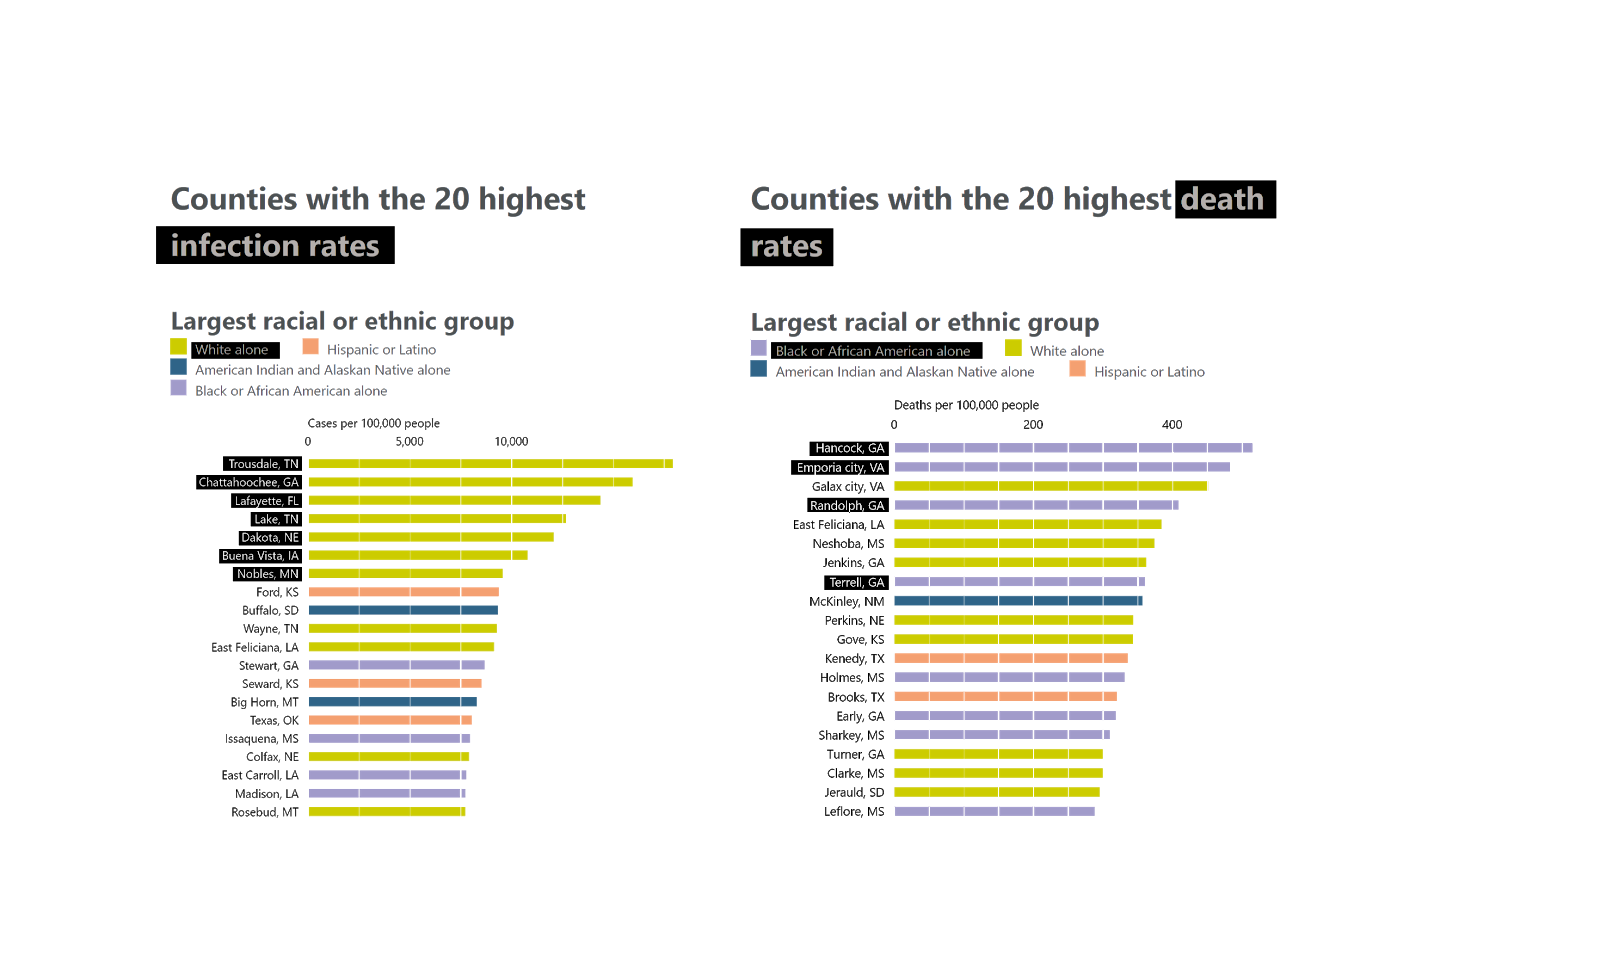 Counties with the 20 highest
infection rates
Largest racial or ethnic group
White alone Hispanic or Latino
American Indian and Alaskan Native alone
Black or African American alone
Cases per 100,000 people
0 5,000 10,000
Trousdale, TN
Chattahoochee, GA
Lafayette, FL
Lake, TN
Dakota, NE
Buena Vista, IA
Nobles, MN
Ford, KS
Buffalo, SD
Wayne, TN
East Feliciana, LA
Stewart, GA
Seward, KS
Big Horn, MT
Texas, OK
Issaquena, MS
Colfax, NE
East Carroll, LA
Madison, LA
Rosebud, MT
Counties with the 20 highest death
rates
Largest racial or ethnic group
Black or African American alone White alone
American Indian and Alaskan Native alone Hispanic or Latino
Deaths per 100,000 people
0 200 400
Hancock, GA
Emporia city, VA
Galax city, VA
Randolph, GA
East Feliciana, LA
Neshoba, MS
Jenkins, GA
Terrell, GA
McKinley, NM
Perkins, NE
Gove, KS
Kenedy, TX
Holmes, MS
Brooks, TX
Early, GA
Sharkey, MS
Turner, GA
Clarke, MS
Jerauld, SD
Leflore, MS